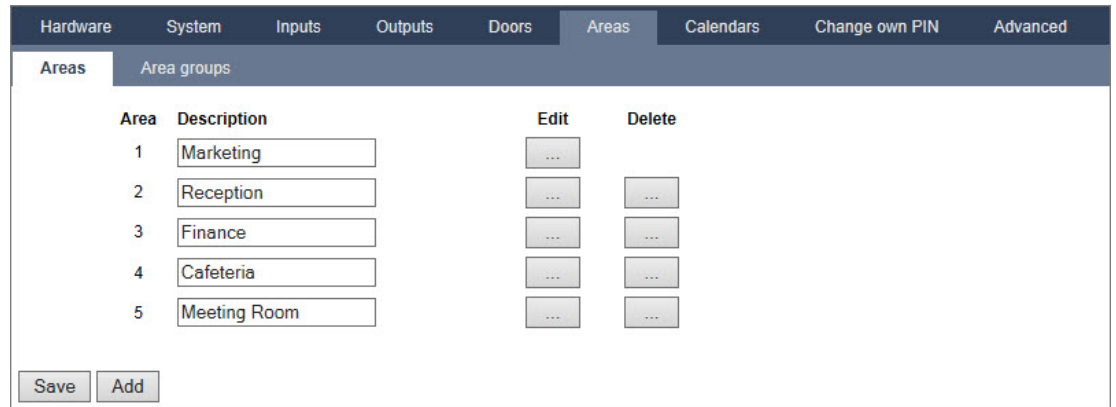 Hardware System Inputs Outputs Doors Areas Calendars Change own PIN Advanced
Areas Area groups
Area Description Edit Delete
1 Marketing ...
2 Reception ... ...
3 Finance ... ...
4 Cafeteria ... ...
5 Meeting Room ... ...
Save Add